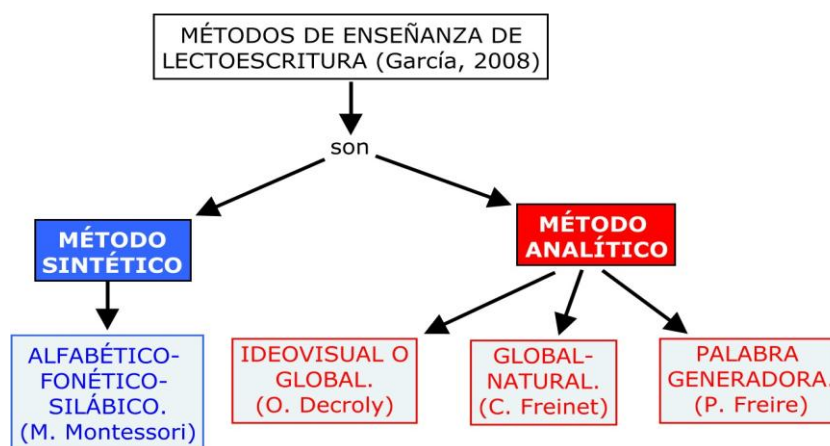 MÉTODOS DE ENSEÑANZA DE
LECTOESCRITURA (García, 2008)
son
MÉTODO
SINTÉTICO
MÉTODO
ANALÍTICO
ALFABÉTICO-
FONÉTICO-
SILÁBICO.
(M. Montessori)
IDEOVISUAL O
GLOBAL.
(O. Decroly)
GLOBAL-
NATURAL.
(C. Freinet)
PALABRA
GENERADORA.
(P. Freire)